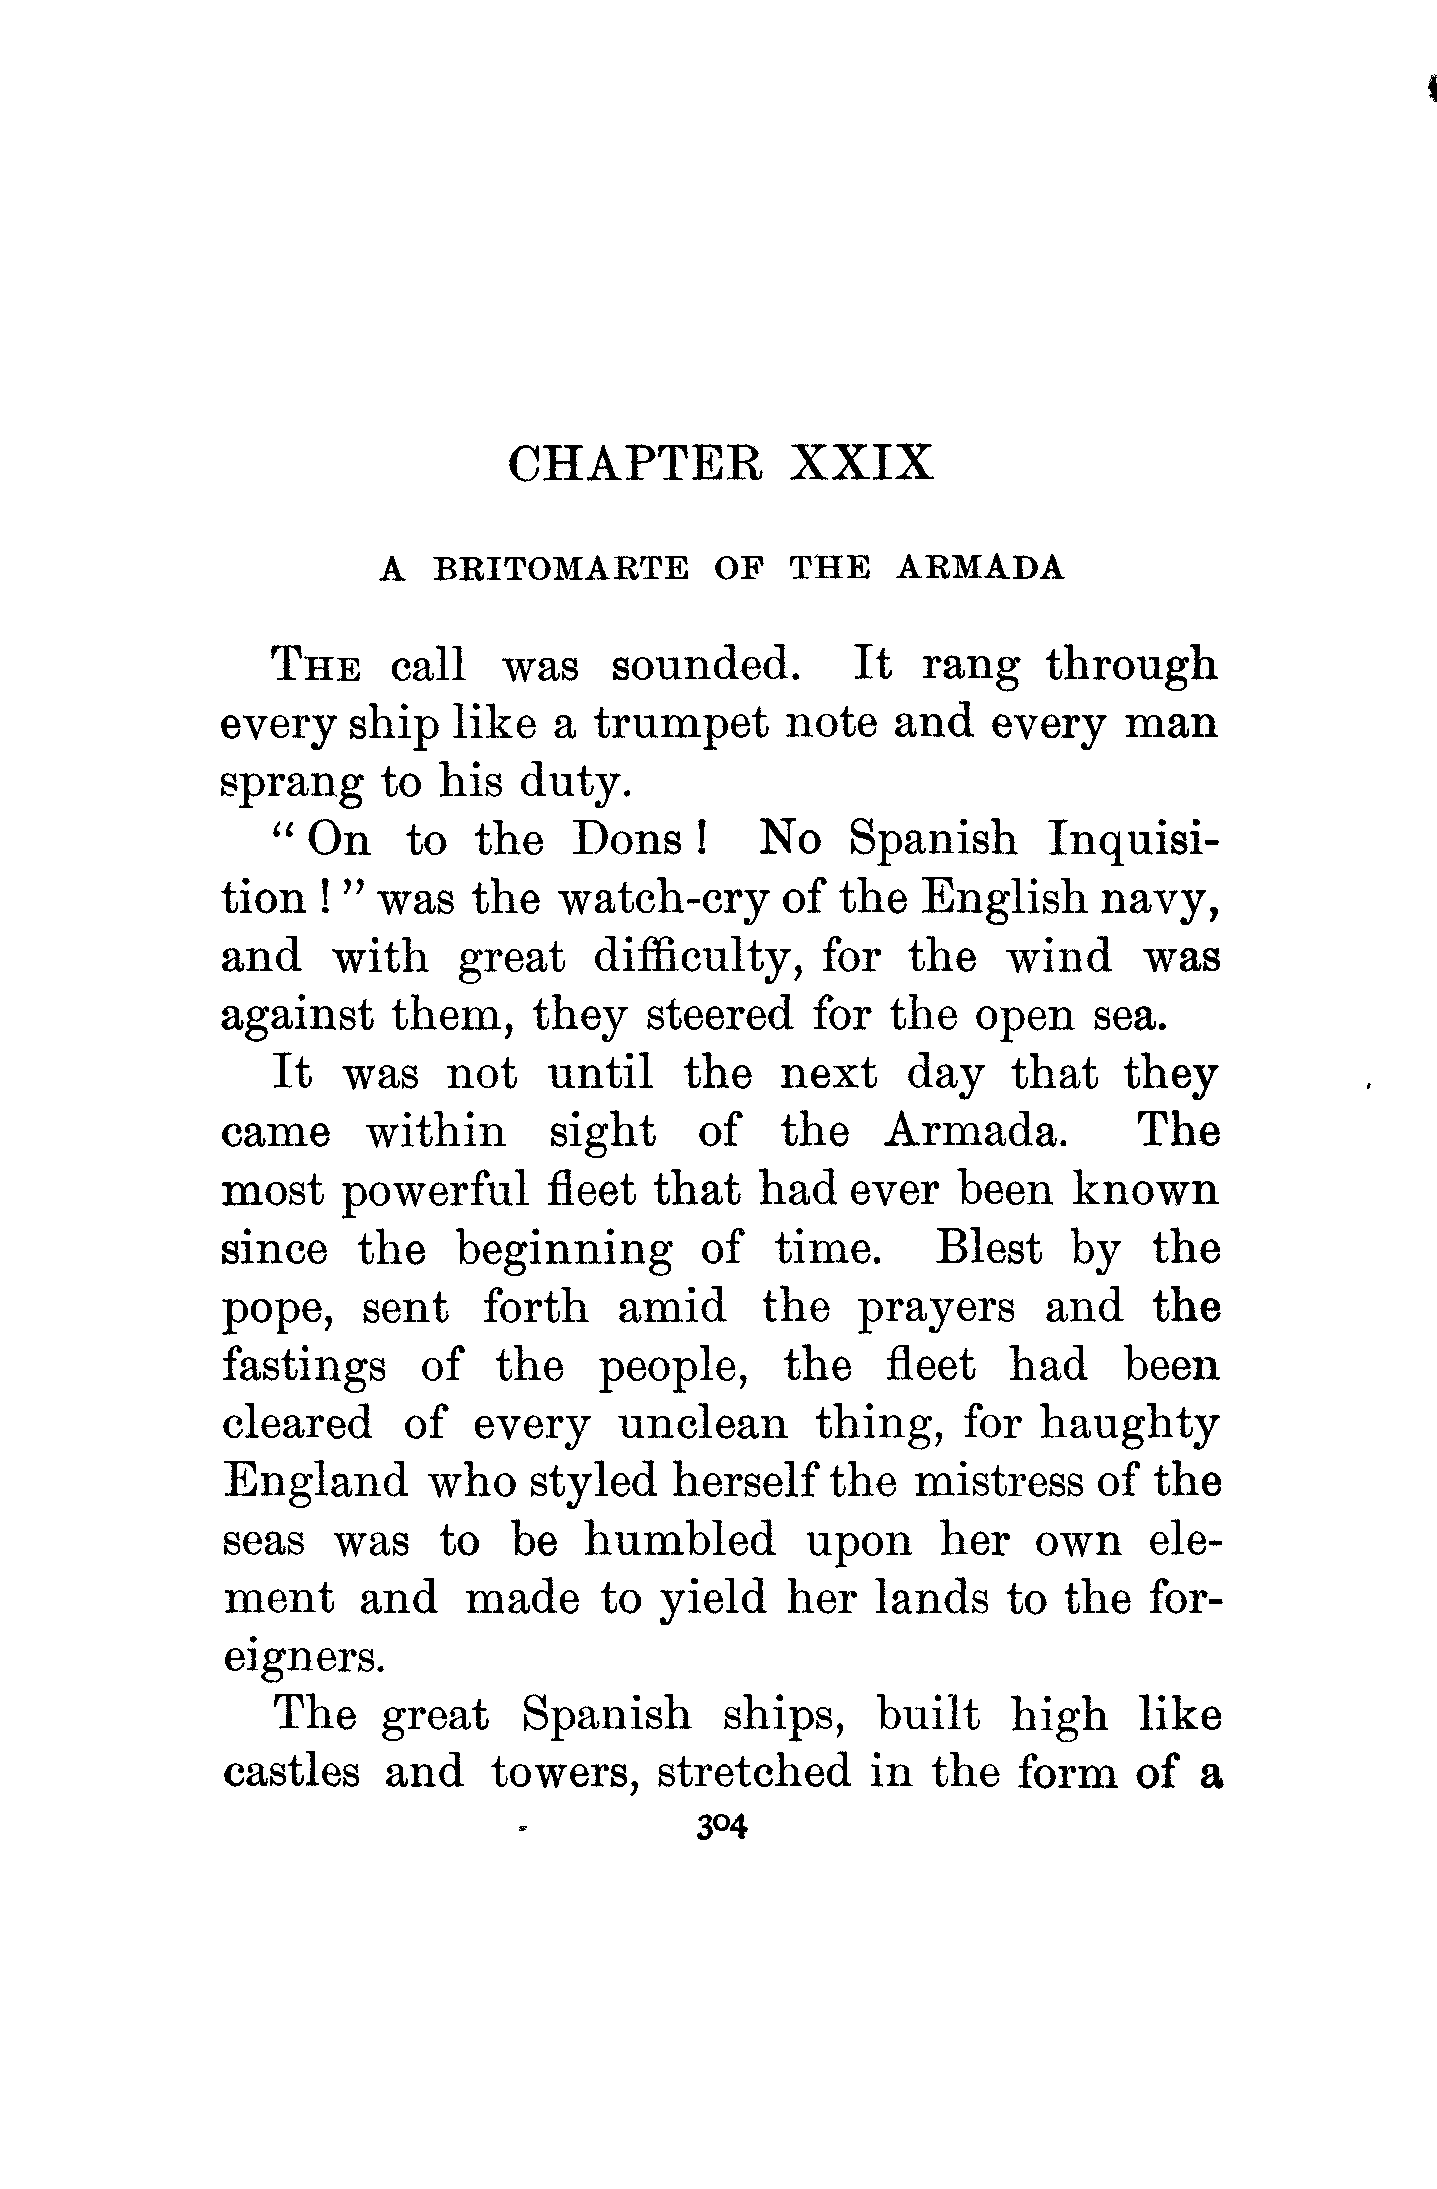 CHAPTER XXIX
A BRITOMARTE OF THE ARMADA
THE call was sounded. It rang through
every ship like a trumpet note and every man
sprang to his duty.
“ On to the Dons ! No Spanish Inquisi-
tion ! ” was the watch-cry of the English navy,
and with great difficulty, for the wind was
against them, they steered for the open sea.
It was not until the next day that they
came within sight of the Armada. The
most powerful fleet that had ever been known
since the beginning of time. Blest by the
pope, sent forth amid the prayers and the
fastings of the people, the fleet had been
cleared of every unclean thing, for haughty
England who styled herself the mistress of the
seas was to be humbled upon her own ele-
ment and made to yield her lands to the for-
eigners.
The great Spanish ships, built high like
castles and towers, stretched in the form of a
304